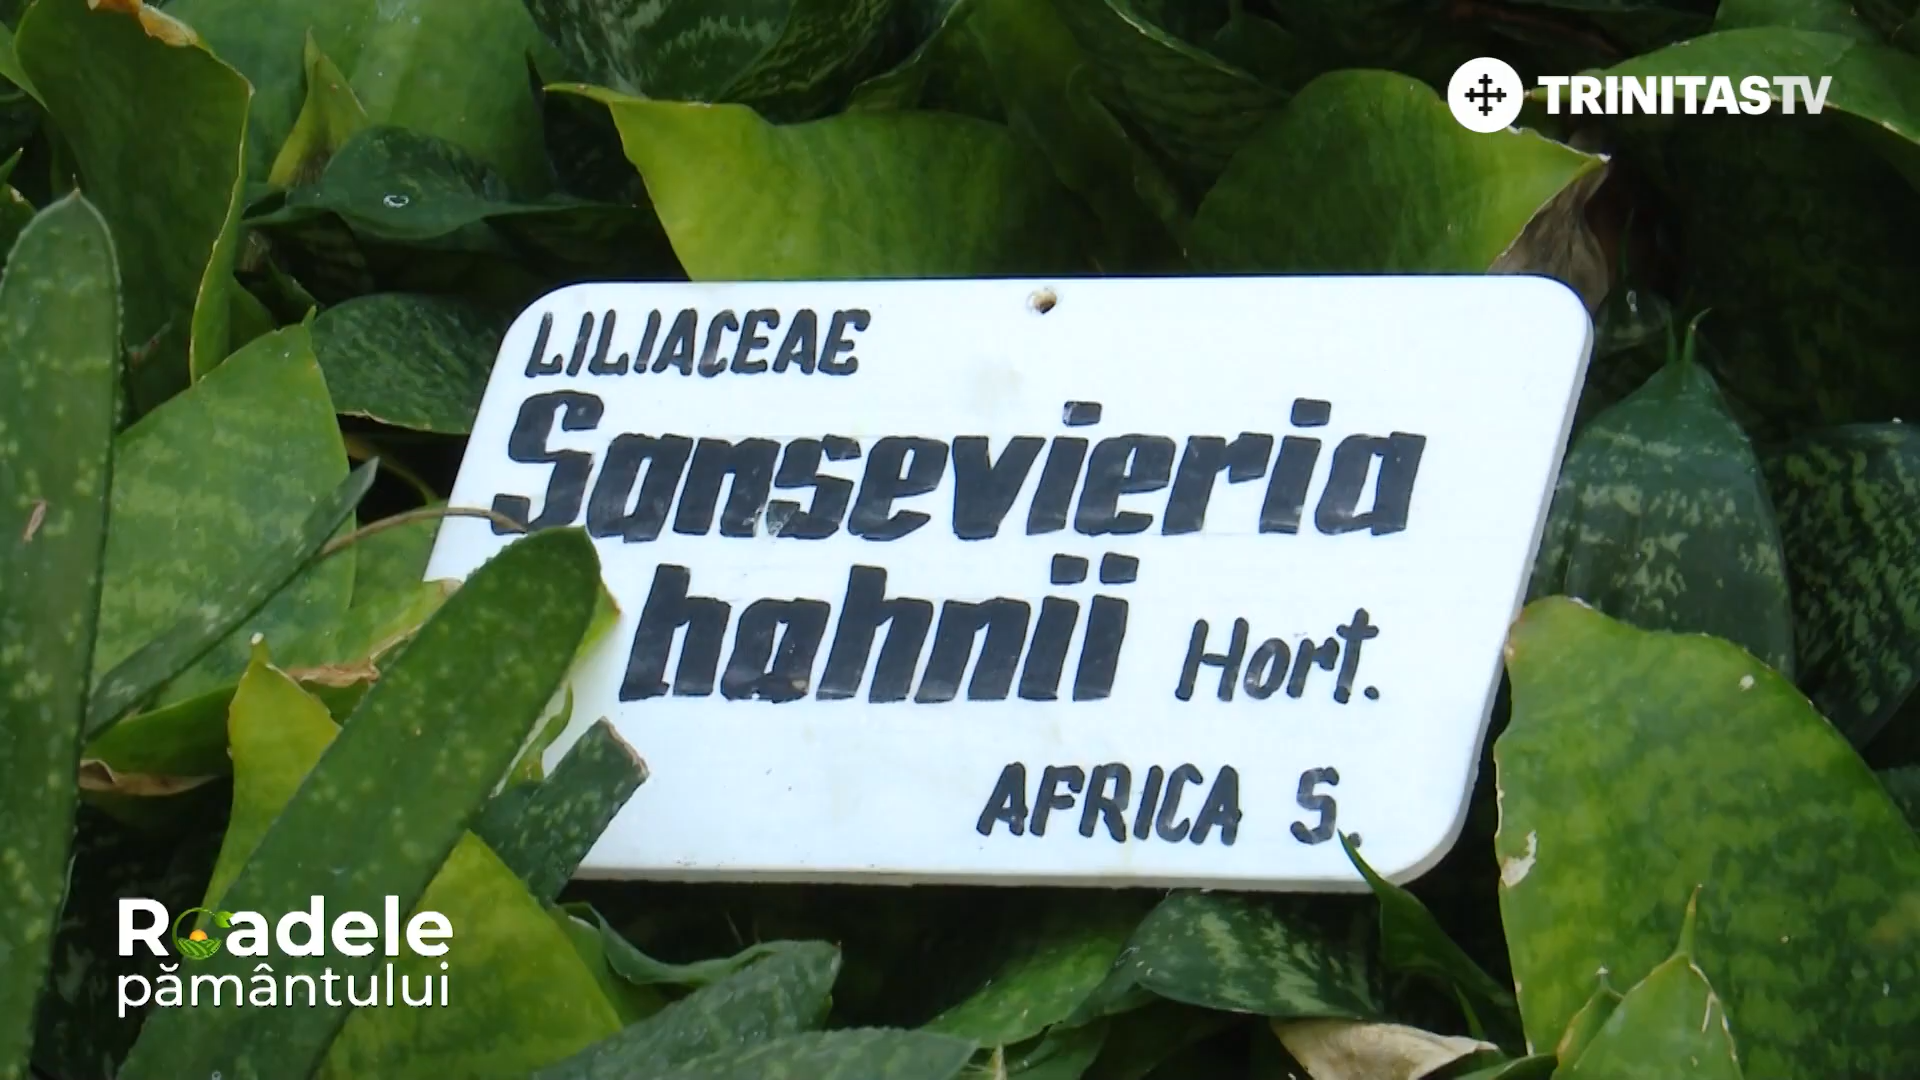 TRINITASTV
LILIACEAE
Sansevieria
hahnii Hort.
AFRICA S.
Roadele
pământului